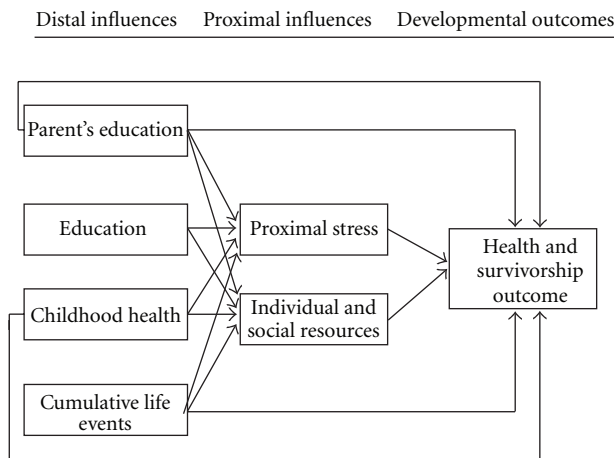 Distal influences Proximal influences Developmental outcomes
Parent's education
Education
Childhood health
Cumulative life
events
Proximal stress
Individual and
social resources
Health and
survivorship
outcome